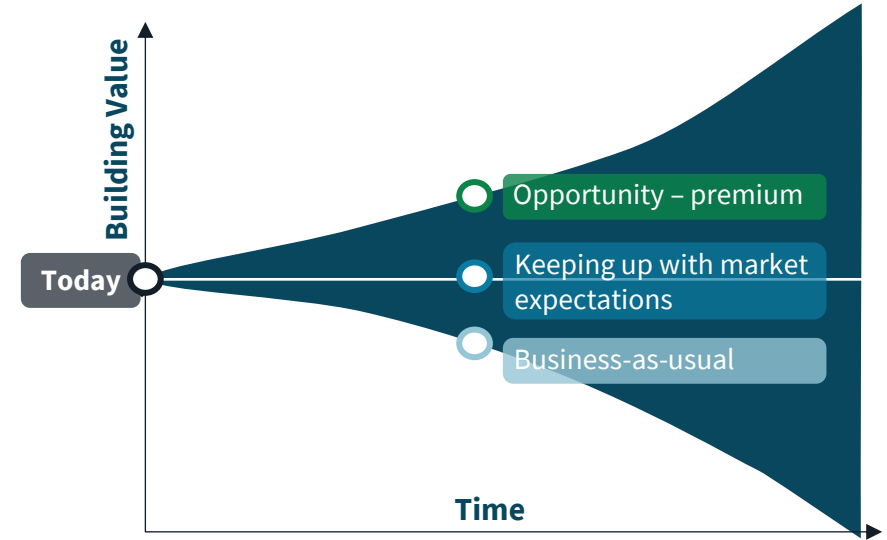 Building Value
Opportunity – premium
Today
Keeping up with market
expectations
Business-as-usual
Time